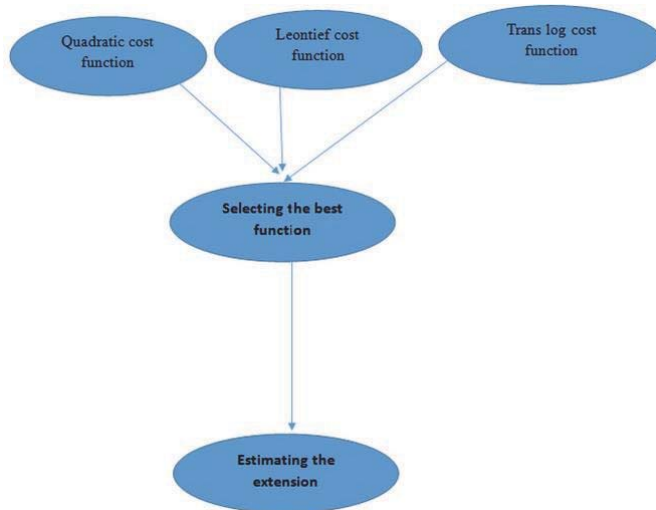 Quadratic cost
function
Leontief cost
function
Trans log cost
function
Selecting the best
function
Estimating the
extension